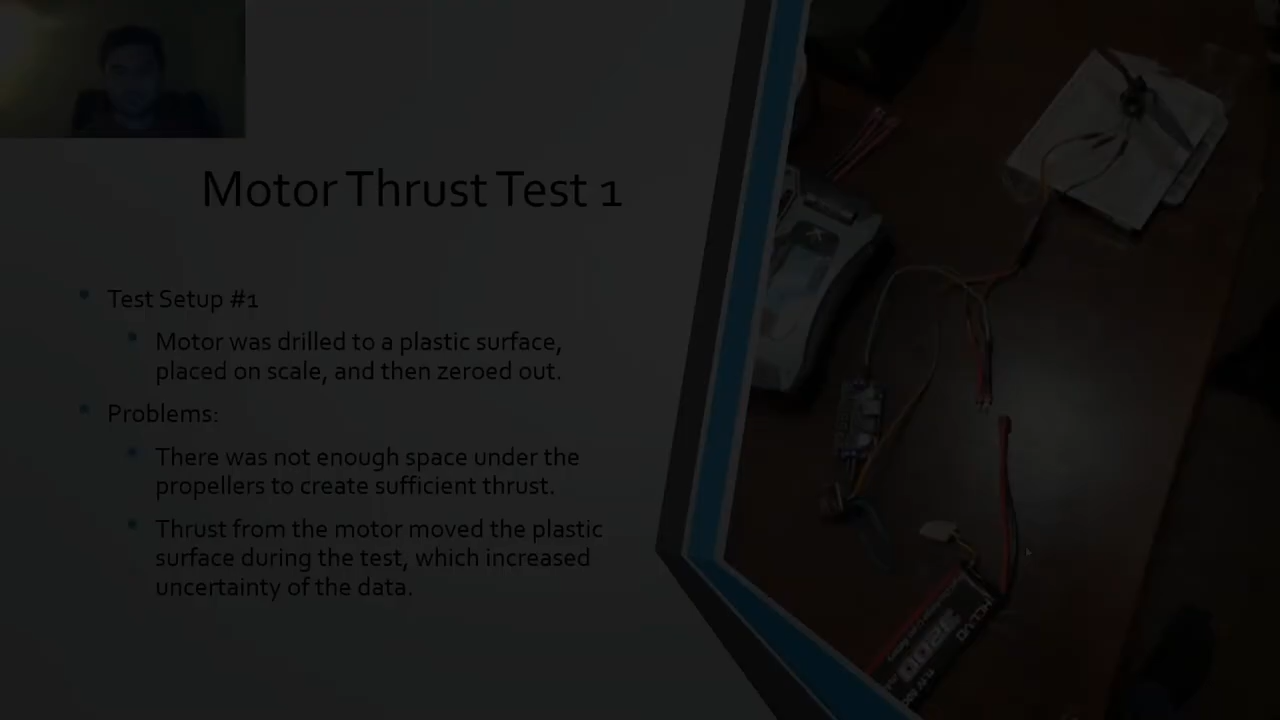 Motor Thrust Test 1
Test Setup #1
Motor was drilled to a plastic surface,
placed on scale, and then zeroed out.
Problems:
There was not enough space under the
propellers to create sufficient thrust.
Thrust from the motor moved the plastic
surface during the test, which increased
uncertainty of the data.
3200